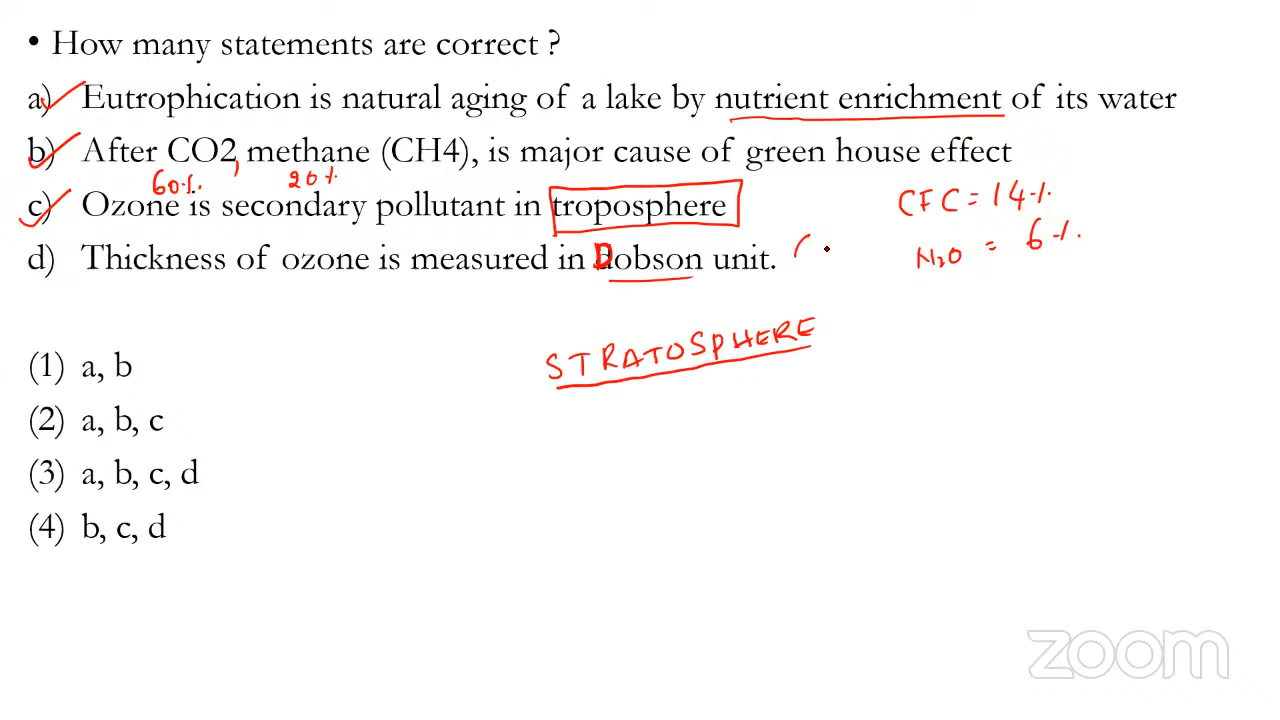 • How many statements are correct ?
a) Eutrophication is natural aging of a lake by nutrient enrichment of its water
b) After CO2, methane (CH4), is major cause of green house effect
60% 20%
c) Ozone is secondary pollutant in troposphere
CFC = 14%
d) Thickness of ozone is measured in Dobson unit. (
N2O = 6%
STRATOSPHERE
(1) a, b
(2) a, b, c
(3) a, b, c, d
(4) b, c, d
zoom